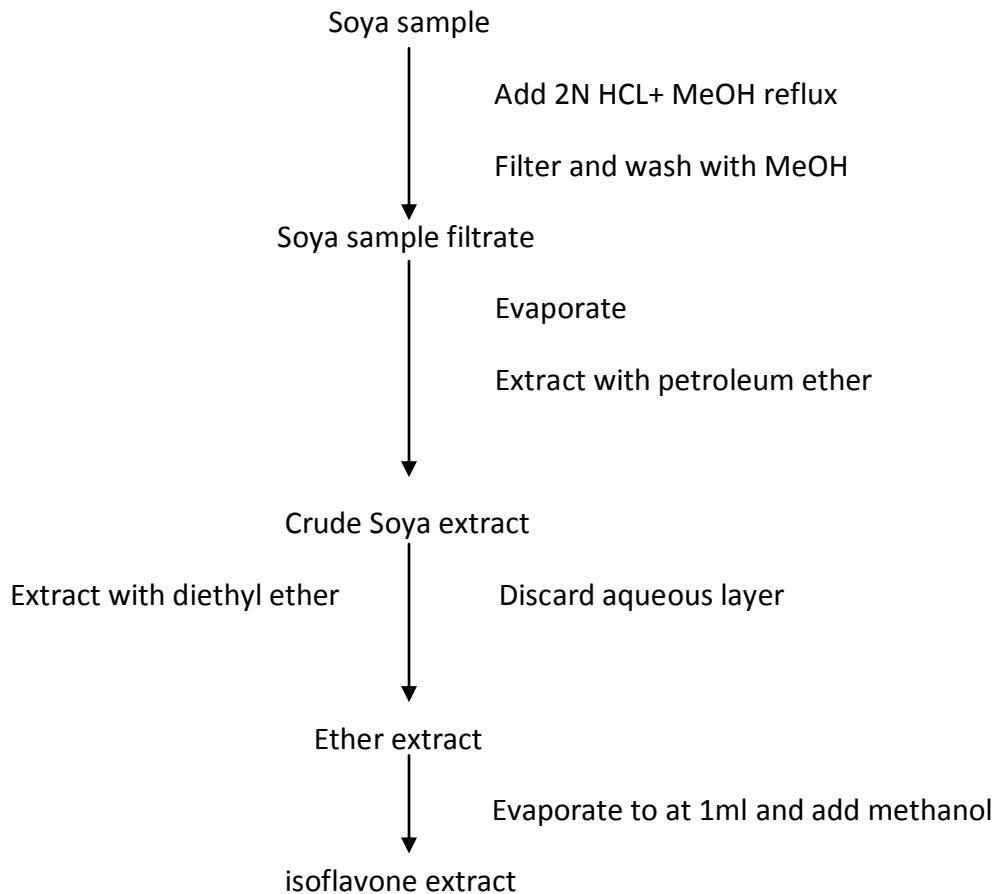 Soya sample
Add 2N HCL+ MeOH reflux
Filter and wash with MeOH
Soya sample filtrate
Evaporate
Extract with petroleum ether
Crude Soya extract
Extract with diethyl ether
Discard aqueous layer
Ether extract
Evaporate to at 1ml and add methanol
isoflavone extract